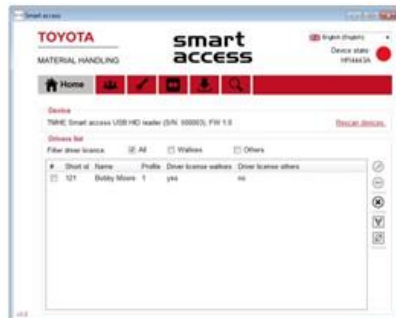 Smart access
TOYOTA
MATERIAL HANDLING
smart
access
English (English)
Device state
Home
Device
TMHE Smart access USB HID reader (S/N: 000003), FW 1.0
Rescan devices
Drivers list
Filter driver licence: All Walkies Others
# Short id Name Profile Driver license walkies Driver license others
121 Bobby Moore 1 yes no